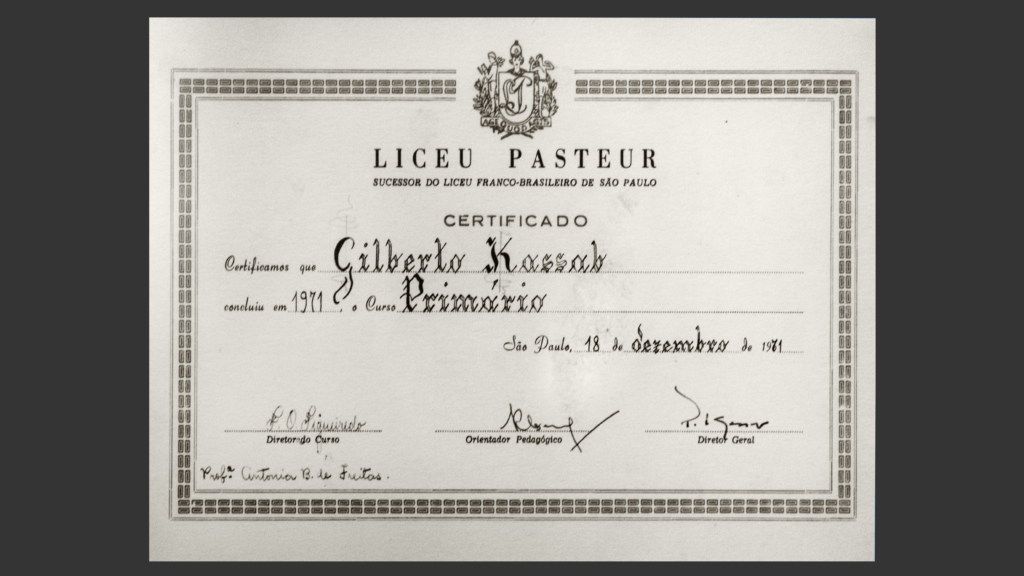 LICEU PASTEUR
SUCESSOR DO LICEU FRANCO-BRASILEIRO DE SÃO PAULO
CERTIFICADO
Certificamos que Gilberto Kassab
concluiu em 1971, o Curso Primário
São Paulo, 18 de dezembro de 1971
Diretor do Curso Orientador Pedagógico Diretor Geral
Profª. Antonia B. de Freitas.